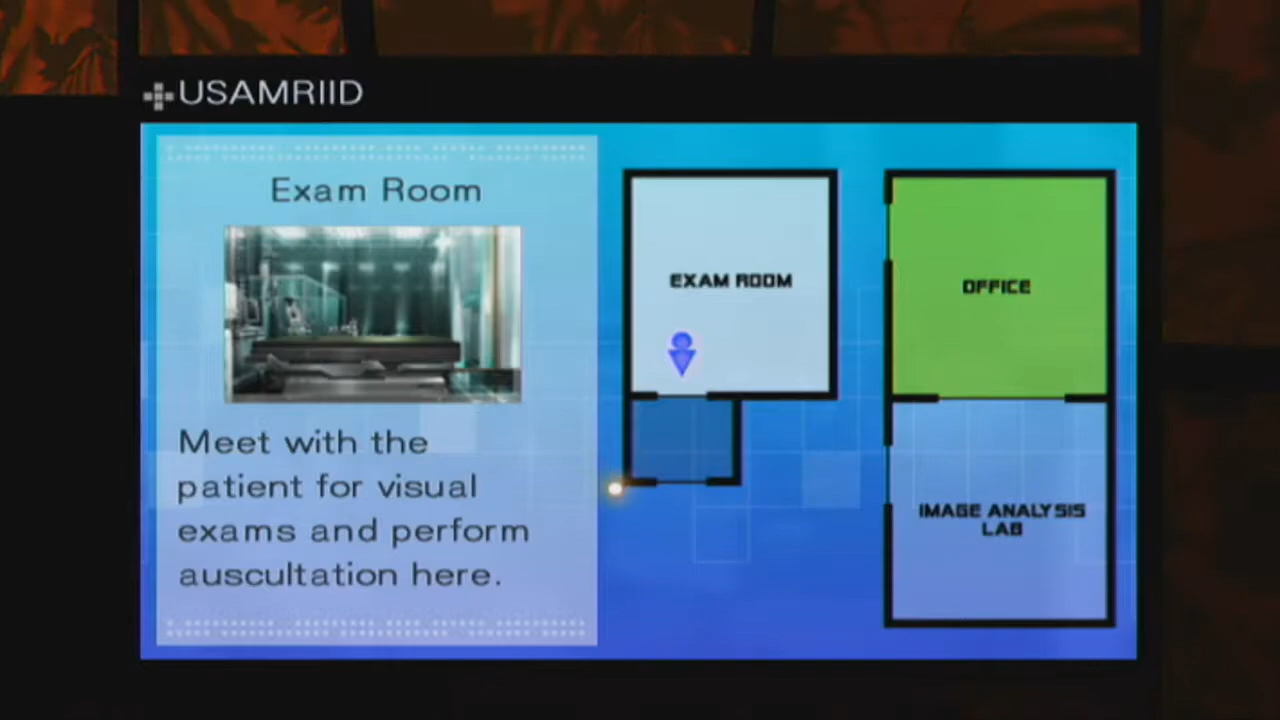 USAMRIID
Exam Room
Meet with the
patient for visual
exams and perform
auscultation here.
EXAM ROOM
OFFICE
IMAGE ANALYSIS
LAB